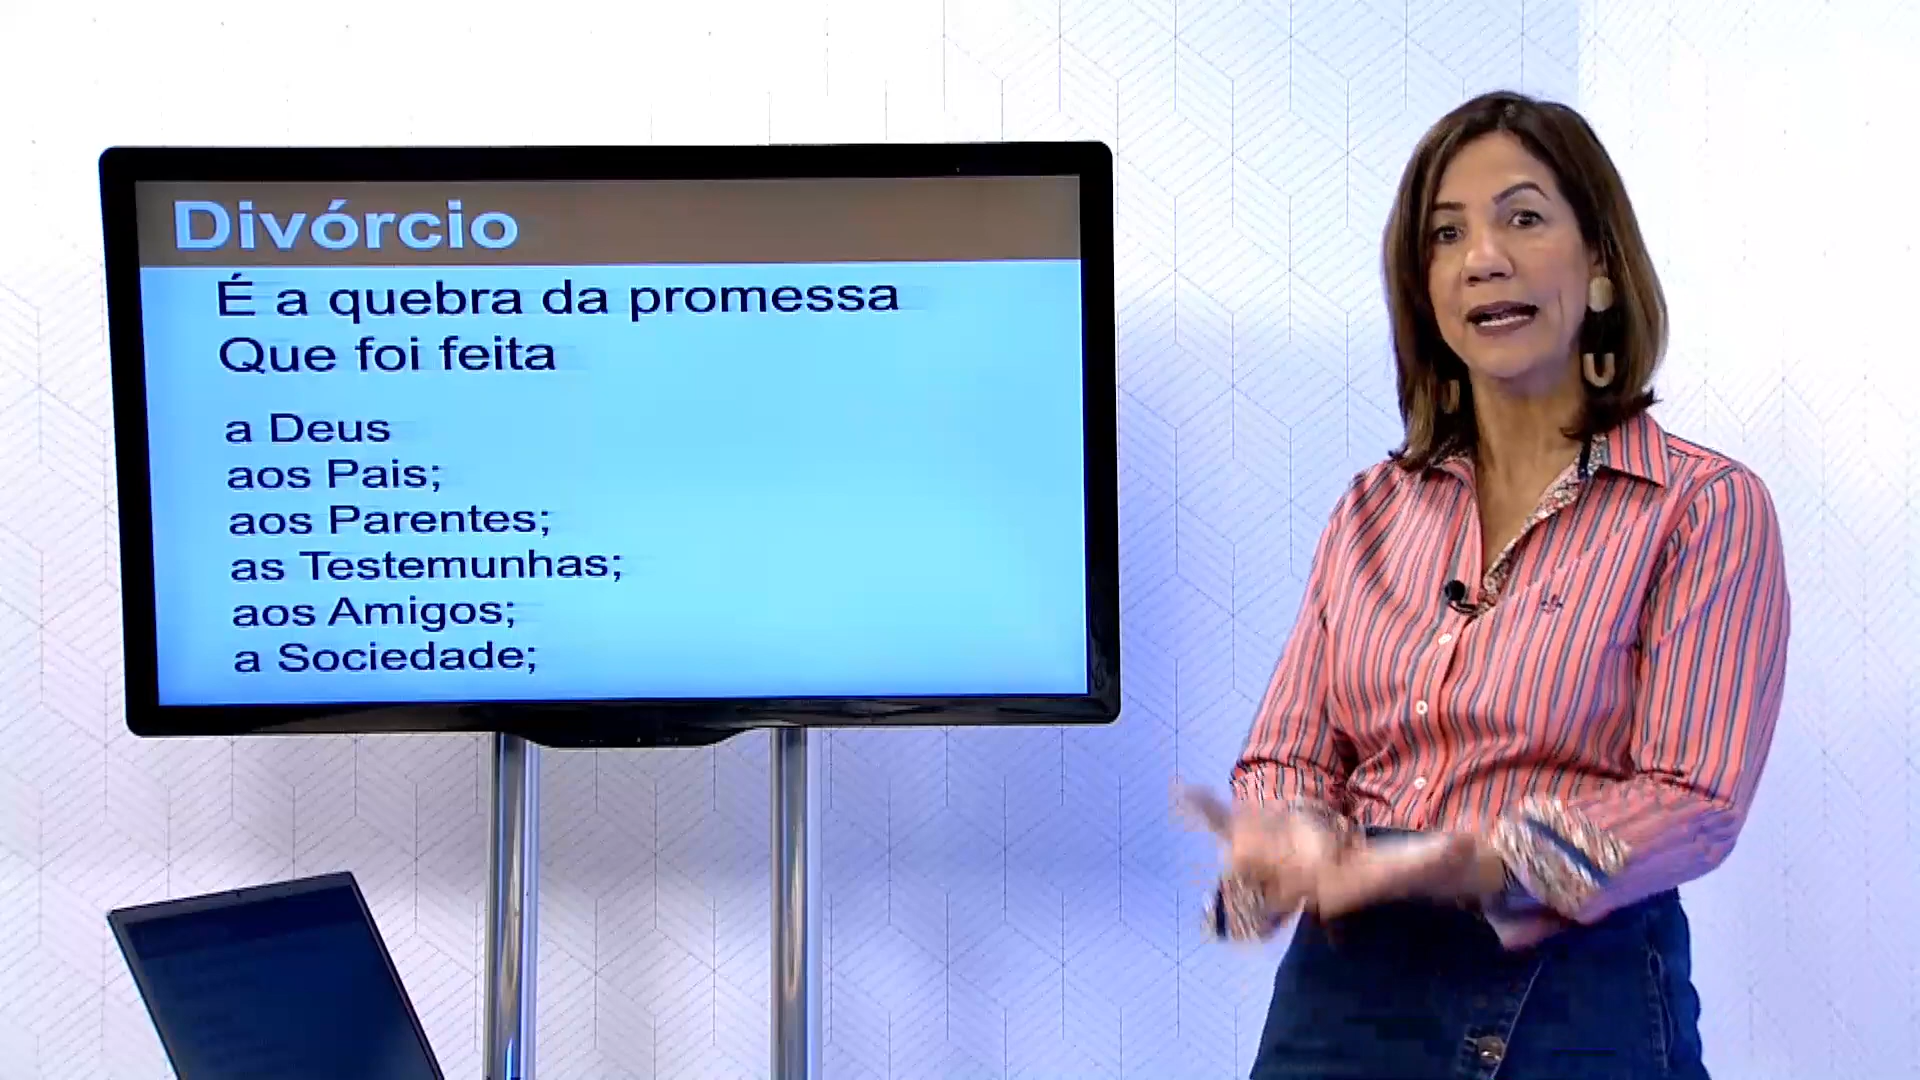 Divórcio
É a quebra da promessa
Que foi feita
a Deus
aos Pais;
aos Parentes;
as Testemunhas;
aos Amigos;
a Sociedade;